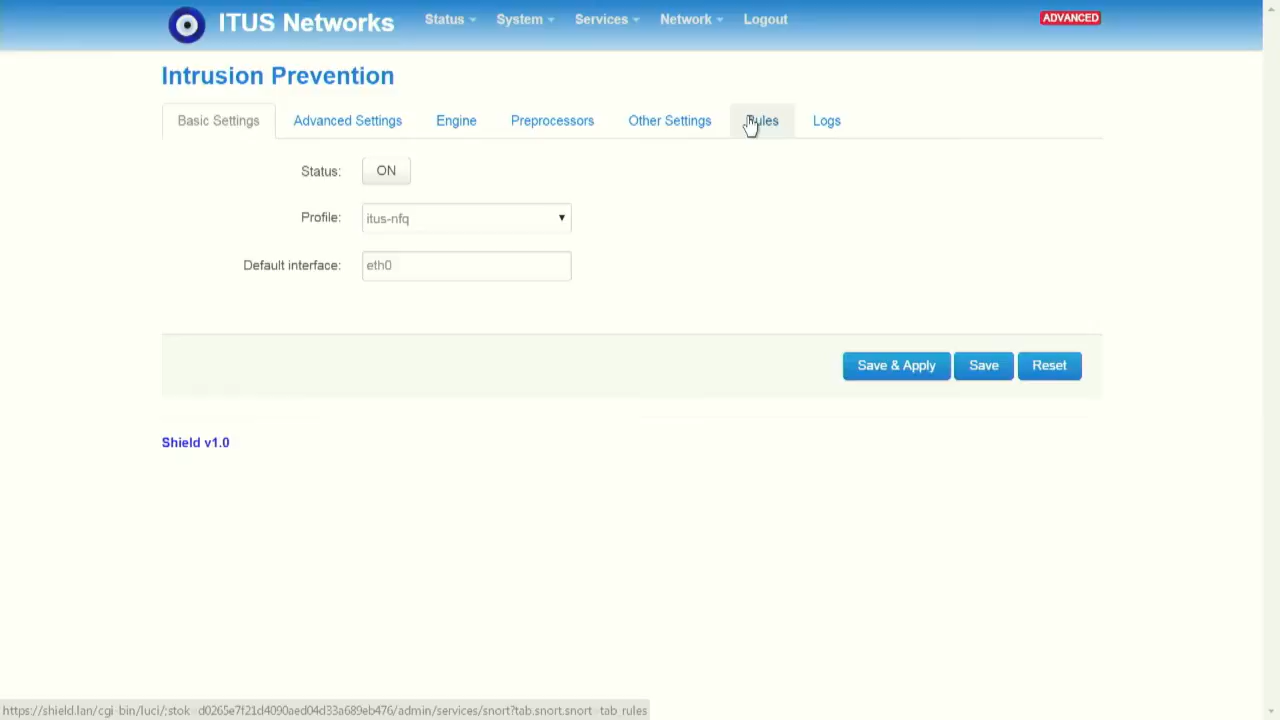 ITUS Networks Status System Services Network Logout ADVANCED
Intrusion Prevention
Basic Settings Advanced Settings Engine Preprocessors Other Settings Rules Logs
Status: ON
Profile: itus-nfq
Default interface: eth0
Save & Apply Save Reset
Shield v1.0
https://shield.lan/cgi-bin/luci/;stok=d0265e7f21d4090aed04d33a689eb476/admin/services/snort?tab.snort.snort=tab_rules